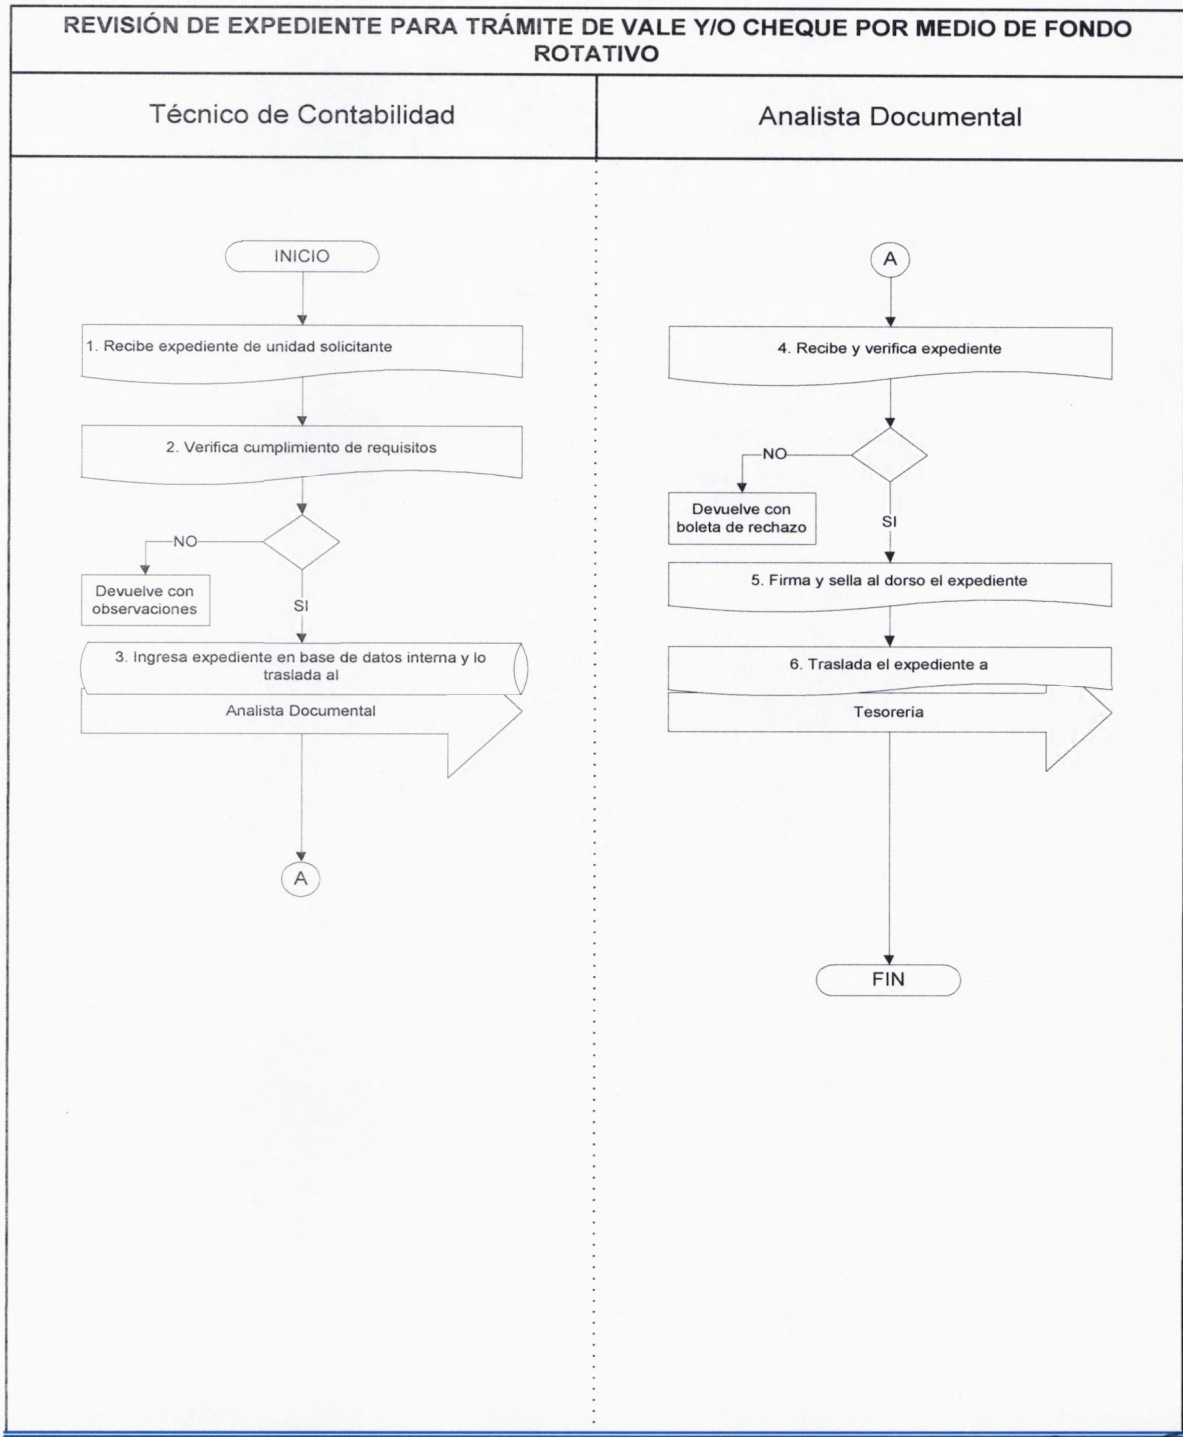 REVISIÓN DE EXPEDIENTE PARA TRÁMITE DE VALE Y/O CHEQUE POR MEDIO DE FONDO
ROTATIVO
Técnico de Contabilidad
Analista Documental
INICIO
1. Recibe expediente de unidad solicitante
2. Verifica cumplimiento de requisitos
NO
Devuelve con
observaciones
SI
3. Ingresa expediente en base de datos interna y lo
traslada al
Analista Documental
A
A
4. Recibe y verifica expediente
NO
Devuelve con
boleta de rechazo
SI
5. Firma y sella al dorso el expediente
6. Traslada el expediente a
Tesorería
FIN